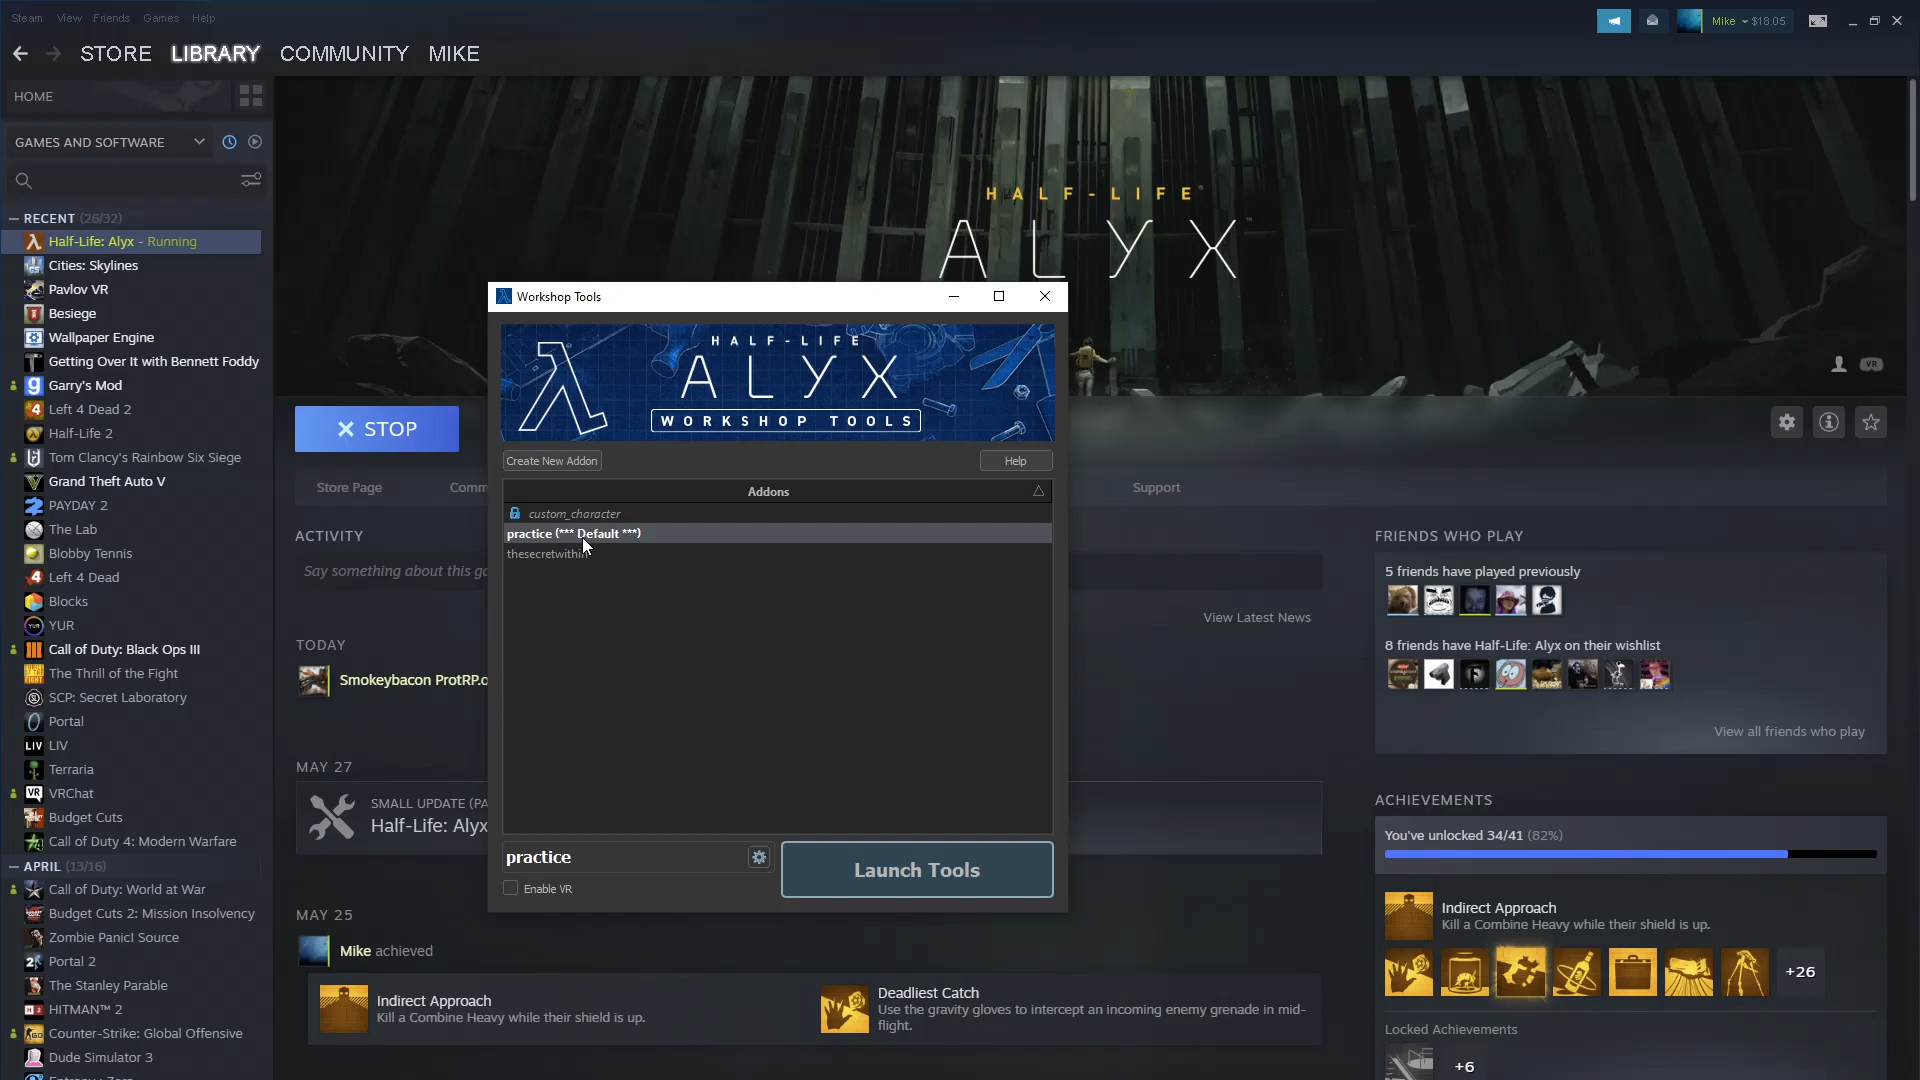 Steam View Friends Games Help
Mike $18.05
STORE LIBRARY COMMUNITY MIKE
HOME
GAMES AND SOFTWARE
RECENT (26/32)
Half-Life: Alyx - Running
Cities: Skylines
Pavlov VR
Besiege
Wallpaper Engine
Getting Over It with Bennett Foddy
Garry's Mod
Left 4 Dead 2
Half-Life 2
Tom Clancy's Rainbow Six Siege
Grand Theft Auto V
PAYDAY 2
The Lab
Blobby Tennis
Left 4 Dead
Blocks
YUR
Call of Duty: Black Ops III
The Thrill of the Fight
SCP: Secret Laboratory
Portal
LIV
Terraria
VRChat
Budget Cuts
Call of Duty 4: Modern Warfare
APRIL (13/16)
Call of Duty: World at War
Budget Cuts 2: Mission Insolvency
Zombie Panic! Source
Portal 2
The Stanley Parable
HITMAN™ 2
Counter-Strike: Global Offensive
Dude Simulator 3
HALF-LIFE
ALYX
VR
STOP
Store Page
Comm
Support
ACTIVITY
Say something about this ga
View Latest News
TODAY
Smokeybacon ProtRP.o
MAY 27
SMALL UPDATE (PA
Half-Life: Alyx
MAY 25
Mike achieved
Indirect Approach
Kill a Combine Heavy while their shield is up.
Deadliest Catch
Use the gravity gloves to intercept an incoming enemy grenade in mid-
flight.
Workshop Tools
HALF-LIFE
ALYX
WORKSHOP TOOLS
Create New Addon
Help
Addons
custom_character
practice (*** Default ***)
thesecretwithin
practice
Enable VR
Launch Tools
FRIENDS WHO PLAY
5 friends have played previously
8 friends have Half-Life: Alyx on their wishlist
View all friends who play
ACHIEVEMENTS
You've unlocked 34/41 (82%)
Indirect Approach
Kill a Combine Heavy while their shield is up.
+26
Locked Achievements
+6